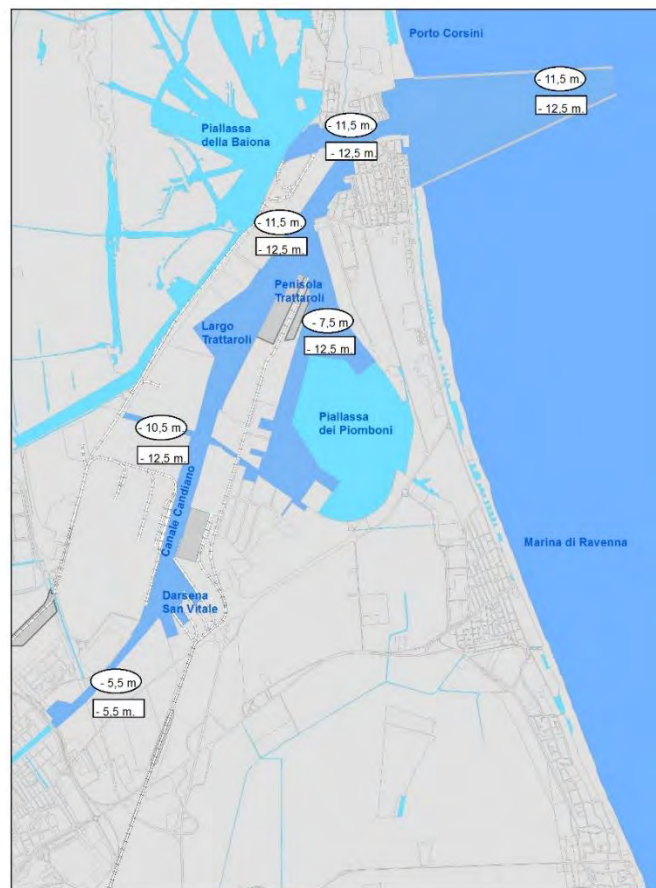 Porto Corsini
- 11,5 m.
- 12,5 m.
- 11,5 m.
- 12,5 m.
Piallassa
della Baiona
- 11,5 m.
- 12,5 m.
Penisola
Trattaroli
Largo
Trattaroli
- 7,5 m
- 12,5 m.
Piallassa
dei Piomboni
- 10,5 m.
- 12,5 m.
Canale Candiano
Marina di Ravenna
Darsena
San Vitale
- 5,5 m
- 5,5 m.